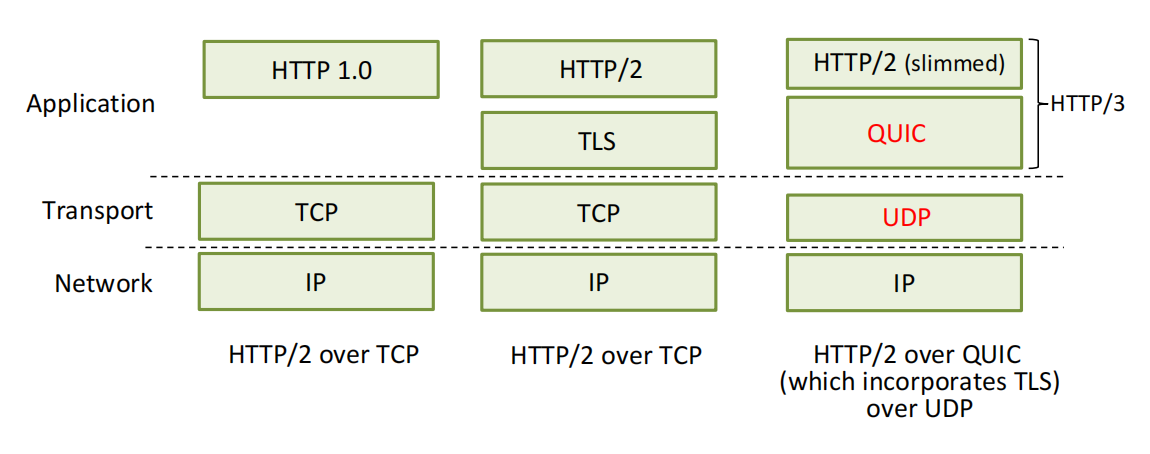 HTTP 1.0
HTTP/2
HTTP/2 (slimmed)
Application
HTTP/3
TLS
QUIC
Transport
TCP
TCP
UDP
Network
IP
IP
IP
HTTP/2 over TCP
HTTP/2 over TCP
HTTP/2 over QUIC
(which incorporates TLS)
over UDP